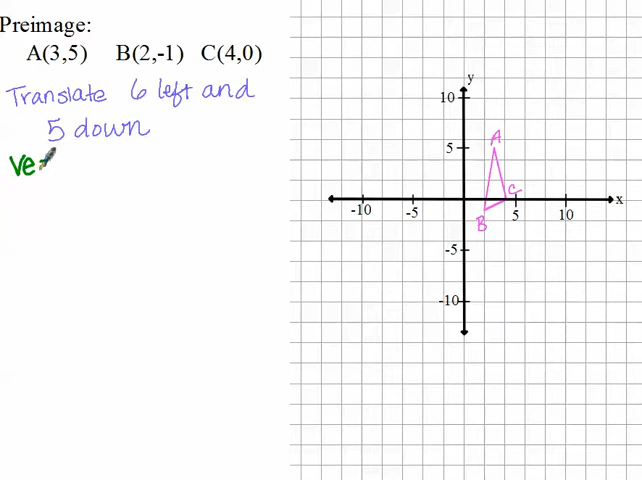 Preimage:
A(3,5) B(2,-1) C(4,0)
Translate 6 left and
5 down
Ve
y
10
A
5
C
x
-10
-5
5
10
B
-5
-10